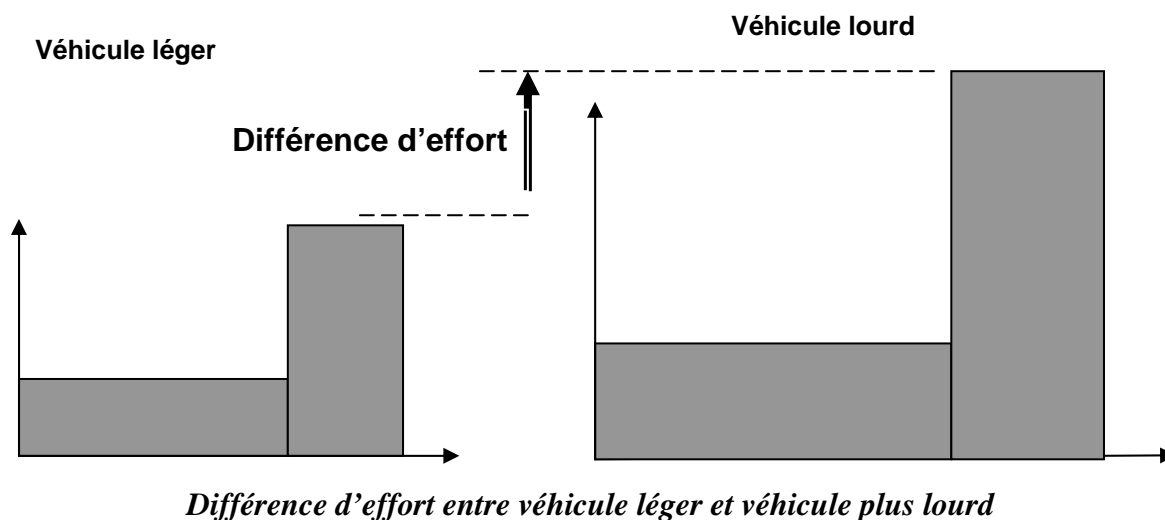 Véhicule léger
Véhicule lourd
Différence d’effort
Différence d’effort entre véhicule léger et véhicule plus lourd